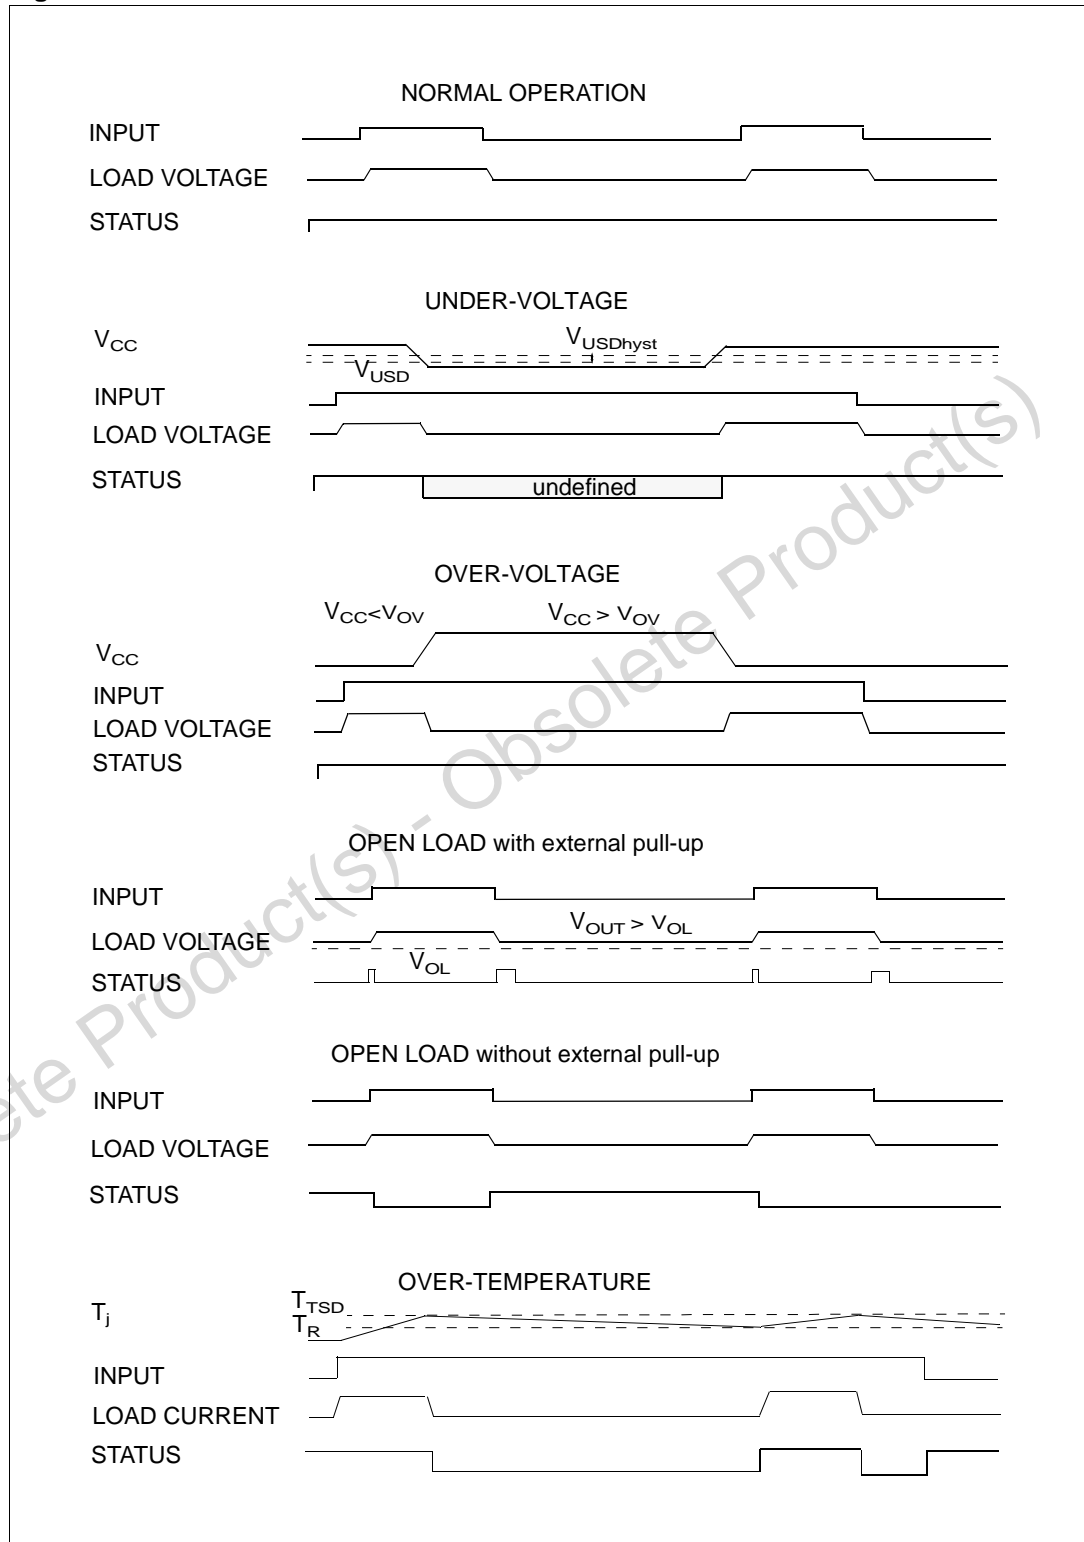 NORMAL OPERATION
INPUT
LOAD VOLTAGE
STATUS
UNDER-VOLTAGE
VCC
VUSDhyst
VUSD
INPUT
LOAD VOLTAGE
STATUS
undefined
OVER-VOLTAGE
VCC<VOV
VCC > VOV
VCC
INPUT
LOAD VOLTAGE
STATUS
OPEN LOAD with external pull-up
INPUT
VOUT > VOL
LOAD VOLTAGE
VOL
STATUS
OPEN LOAD without external pull-up
INPUT
LOAD VOLTAGE
STATUS
OVER-TEMPERATURE
Tj
TTSD
TR
INPUT
LOAD CURRENT
STATUS
ete Product(s) - Obsolete Product(s)